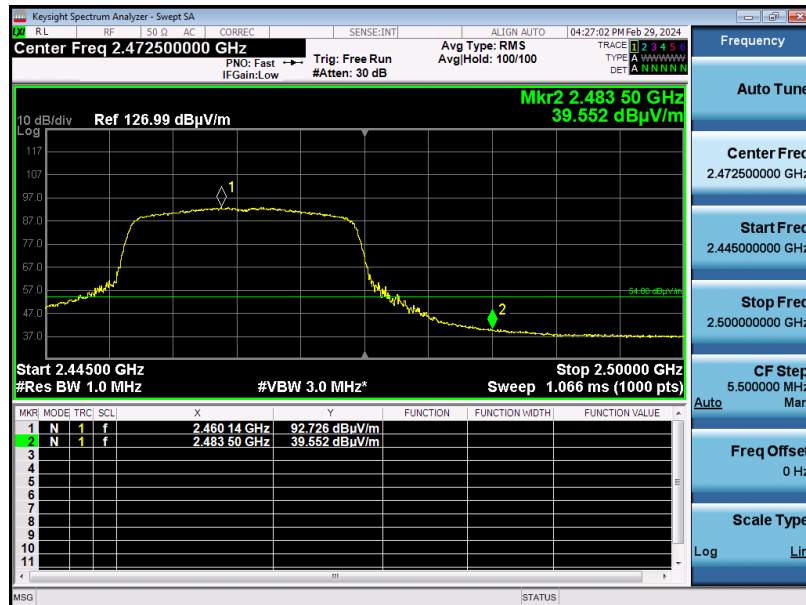 Keysight Spectrum Analyzer - Swept SA
LXI RL RF 50 Ω AC CORREC SENSE:INT ALIGN AUTO 04:27:02 PM Feb 29, 2024
Center Freq 2.472500000 GHz
PNO: Fast
IFGain:Low
Trig: Free Run
#Atten: 30 dB
Avg Type: RMS
Avg|Hold: 100/100
TRACE 1 2 3 4 5 6
TYPE A WWWWW
DET A N N N N N
Mkr2 2.483 50 GHz
39.552 dBµV/m
10 dB/div Ref 126.99 dBµV/m
Log
117
107
97.0
87.0
77.0
67.0
57.0
47.0
37.0
1
2
54.00 dBµV/m
Start 2.44500 GHz Stop 2.50000 GHz
#Res BW 1.0 MHz #VBW 3.0 MHz* Sweep 1.066 ms (1000 pts)
MKR MODE TRC SCL X Y FUNCTION FUNCTION WIDTH FUNCTION VALUE
1 N 1 f 2.460 14 GHz 92.726 dBµV/m
2 N 1 f 2.483 50 GHz 39.552 dBµV/m
3
4
5
6
7
8
9
10
11
MSG STATUS
Frequency
Auto Tune
Center Freq
2.472500000 GHz
Start Freq
2.445000000 GHz
Stop Freq
2.500000000 GHz
CF Step
5.500000 MHz
Auto Man
Freq Offset
0 Hz
Scale Type
Log Lin